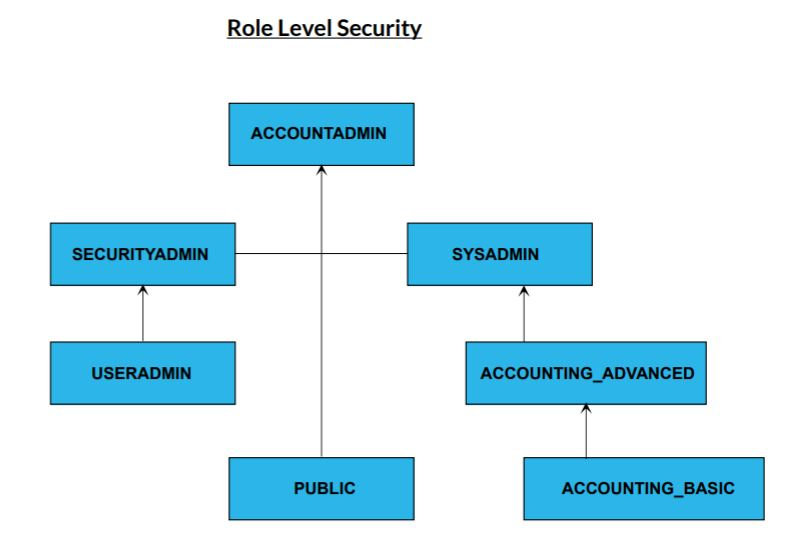 Role Level Security
ACCOUNTADMIN
SECURITYADMIN
SYSADMIN
USERADMIN
ACCOUNTING_ADVANCED
PUBLIC
ACCOUNTING_BASIC